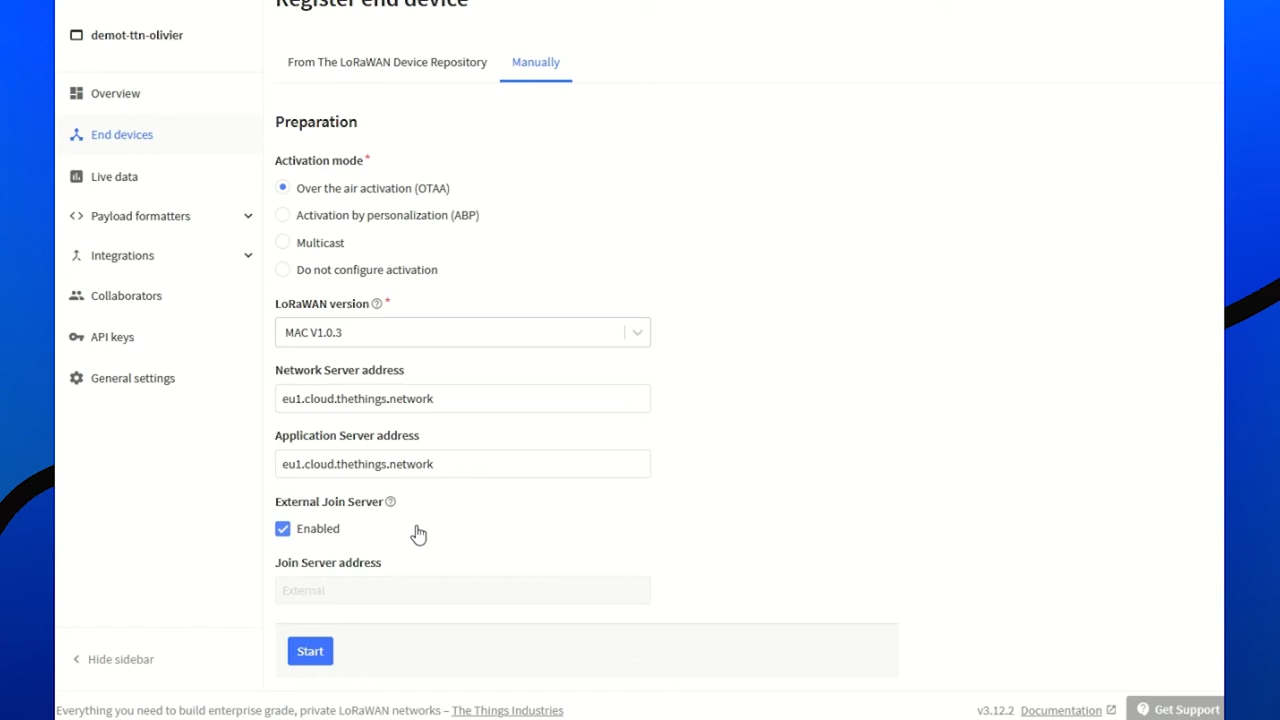 Register end device
demot-ttn-olivier
From The LoRaWAN Device Repository
Manually
Overview
End devices
Live data
Payload formatters
Integrations
Collaborators
API keys
General settings
Hide sidebar
Preparation
Activation mode*
Over the air activation (OTAA)
Activation by personalization (ABP)
Multicast
Do not configure activation
LoRaWAN version *
MAC V1.0.3
Network Server address
eu1.cloud.thethings.network
Application Server address
eu1.cloud.thethings.network
External Join Server
Enabled
Join Server address
External
Start
Everything you need to build enterprise grade, private LoRaWAN networks – The Things Industries
v3.12.2 Documentation
Get Support